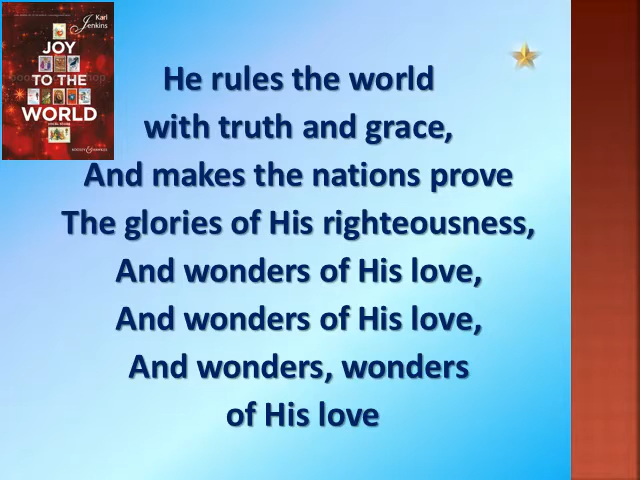 Karl
Jenkins
JOY
TO THE
WORLD
He rules the world
with truth and grace,
And makes the nations prove
The glories of His righteousness,
And wonders of His love,
And wonders of His love,
And wonders, wonders
of His love